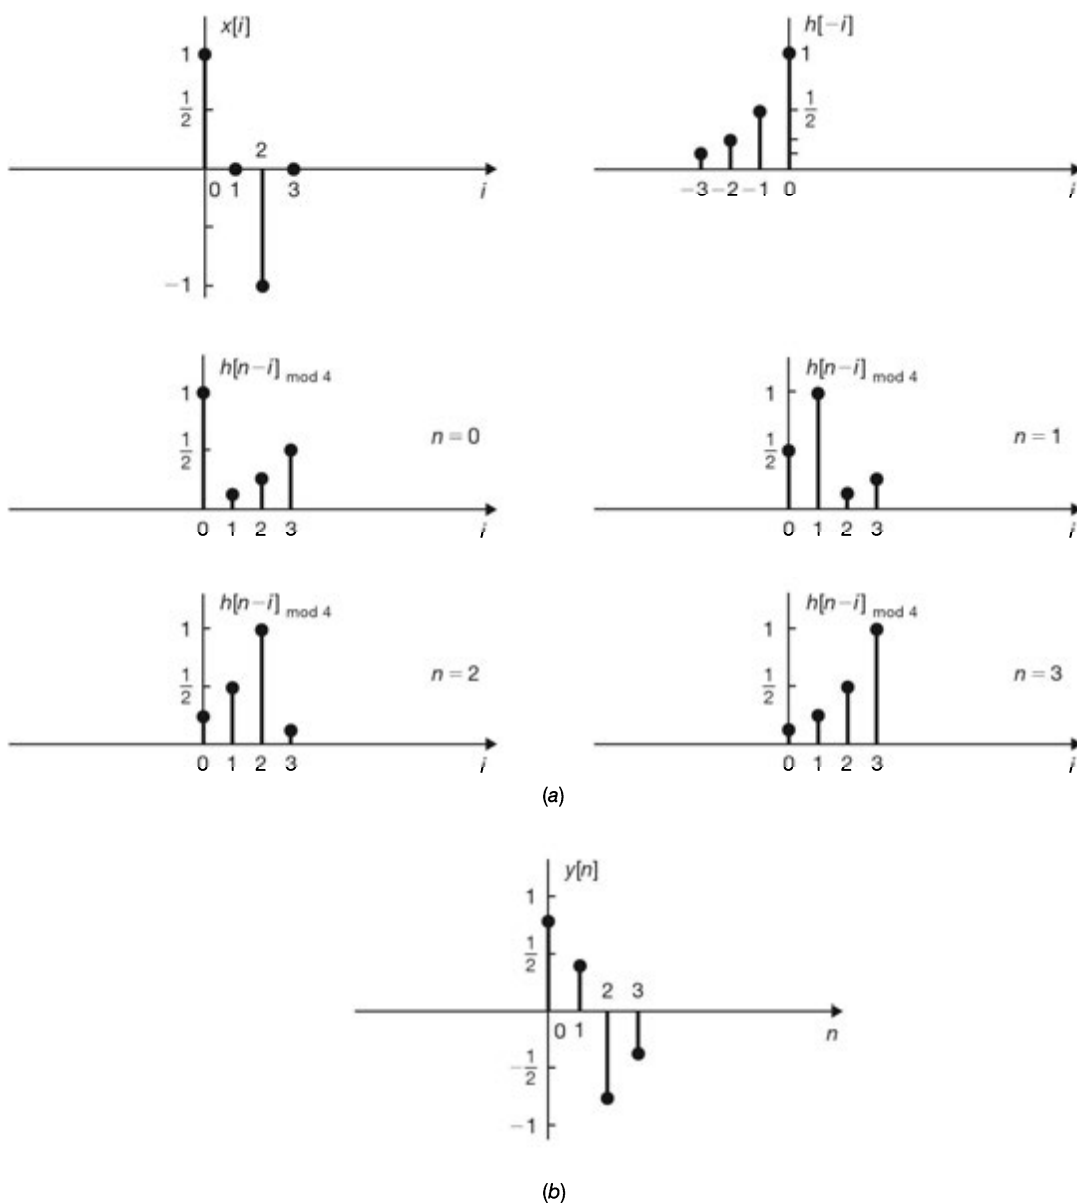 x[i]
1
1/2
2
0 1 3 i
−1
h[−i]
1
1/2
−3 −2 −1 0 i
h[n−i] mod 4
1
n = 0
1/2
0 1 2 3 i
h[n−i] mod 4
1
n = 1
1/2
0 1 2 3 i
h[n−i] mod 4
1
n = 2
1/2
0 1 2 3 i
h[n−i] mod 4
1
n = 3
1/2
0 1 2 3 i
(a)
y[n]
1
1/2
2 3
0 1 n
−1/2
−1
(b)